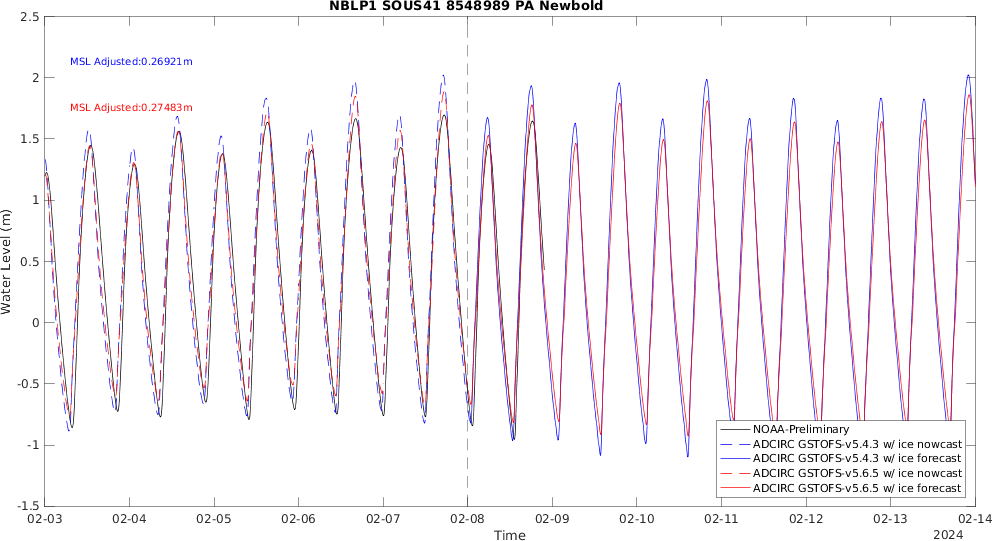 NBLP1 SOUS41 8548989 PA Newbold
MSL Adjusted:0.26921m
MSL Adjusted:0.27483m
Water Level (m)
2.5
2
1.5
1
0.5
0
-0.5
-1
-1.5
NOAA-Preliminary
ADCIRC GSTOFS-v5.4.3 w/ ice nowcast
ADCIRC GSTOFS-v5.4.3 w/ ice forecast
ADCIRC GSTOFS-v5.6.5 w/ ice nowcast
ADCIRC GSTOFS-v5.6.5 w/ ice forecast
02-03 02-04 02-05 02-06 02-07 02-08 02-09 02-10 02-11 02-12 02-13 02-14
Time
2024